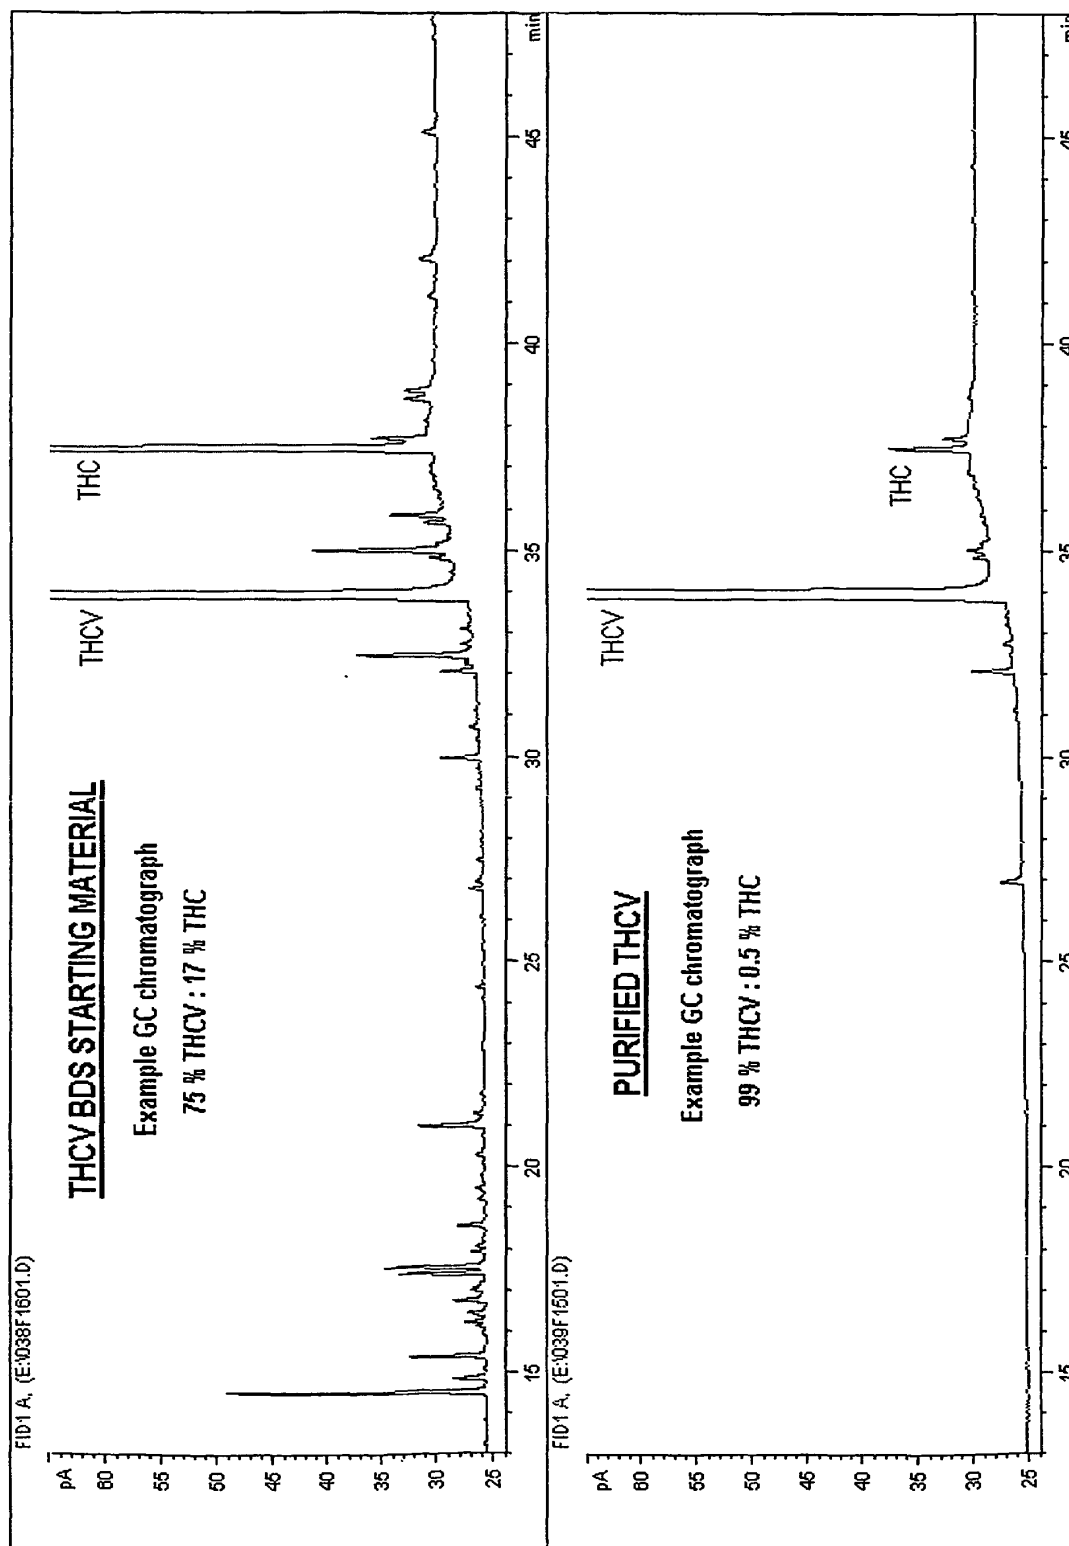 FID1 A, (E:\038F1601.D)
pA
60
50
45
40
35
30
25
THCV BDS STARTING MATERIAL
Example GC chromatograph
75 % THCV : 17 % THC
THCV
THC
15
20
25
30
35
40
45
min
FID1 A, (E:\039F1501.D)
pA
60
50
45
40
35
30
25
PURIFIED THCV
Example GC chromatograph
99 % THCV : 0.5 % THC
THCV
THC
15
20
25
30
35
40
45
min